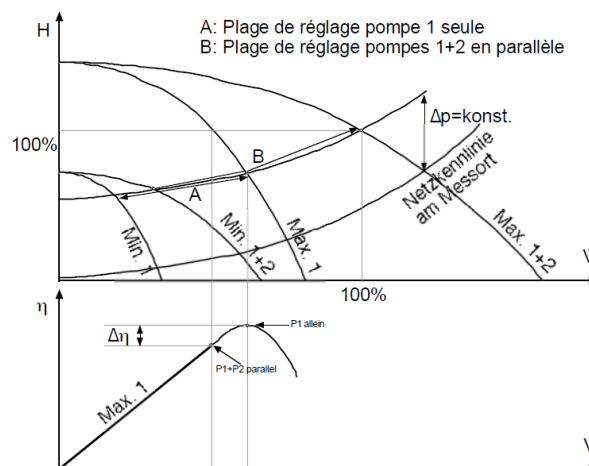 H
A: Plage de réglage pompe 1 seule
B: Plage de réglage pompes 1+2 en parallèle
100%
B
A
Δp=konst.
Netzkennlinie
am Messort
Min. 1
Min. 1+2
Max. 1
Max. 1+2
100%
V
η
Δη
P1 allein
P1+P2 parallel
Max. 1
V